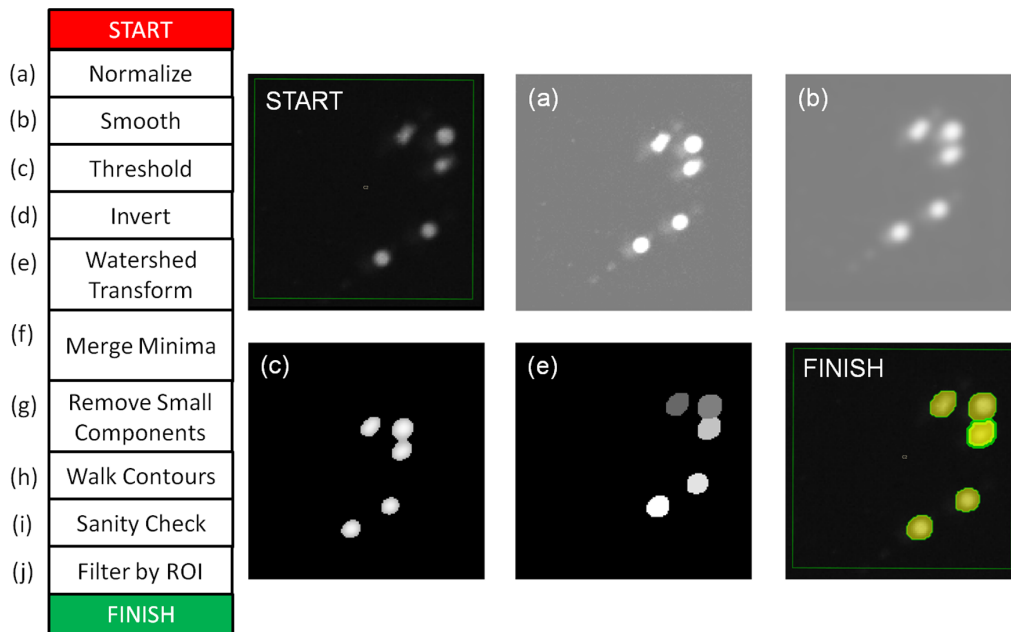 START
(a) Normalize
(b) Smooth
(c) Threshold
(d) Invert
(e) Watershed
Transform
(f) Merge Minima
(g) Remove Small
Components
(h) Walk Contours
(i) Sanity Check
(j) Filter by ROI
FINISH
START
(a)
(b)
(c)
(e)
FINISH